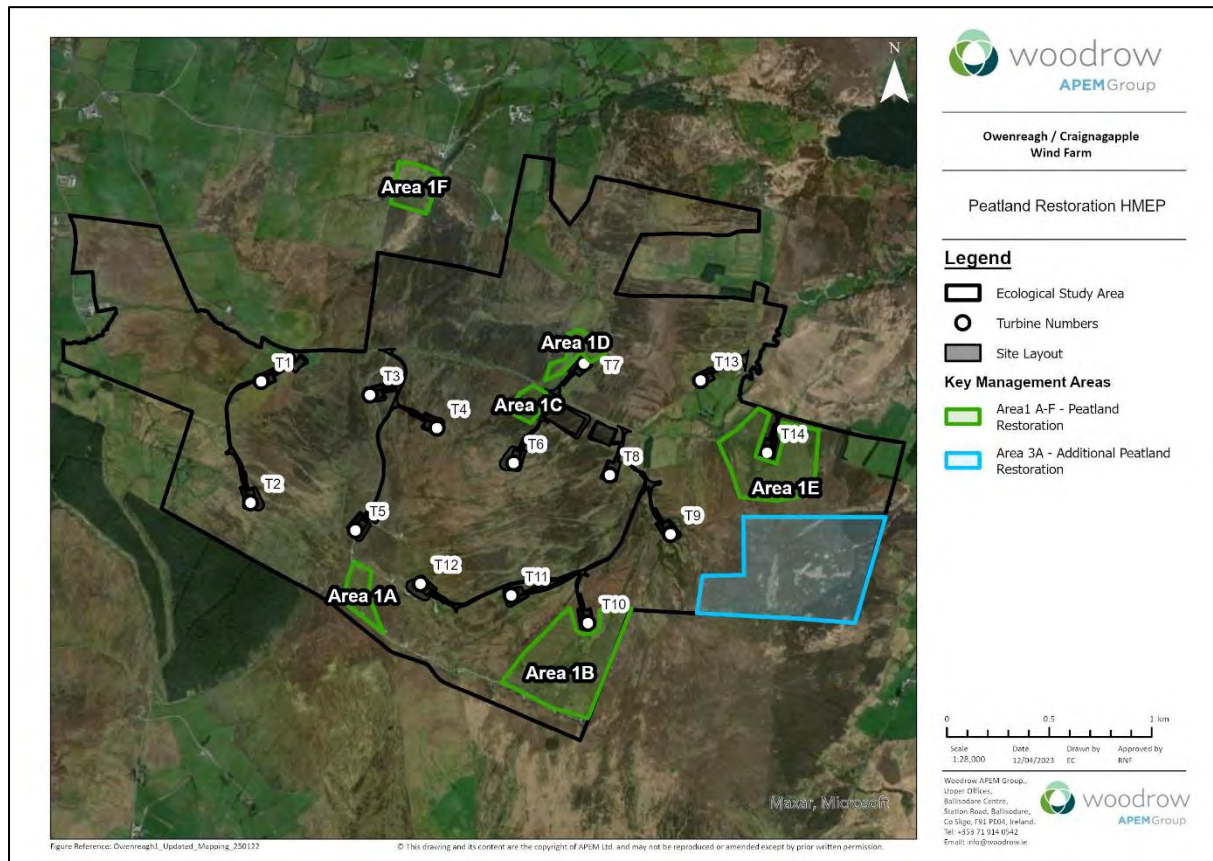 N
Area 1F
Area 1D
T1
T7
T13
T3
Area 1C
T4
T6
T14
T8
T2
Area 1E
T5
T9
T12
T11
Area 1A
T10
Area 1B
Maxar, Microsoft
Figure Reference: Owenreagh1_Updated_Mapping_250122
© This drawing and its content are the copyright of APEM Ltd. and may not be reproduced or amended except by prior written permission.
woodrow
APEMGroup
Owenreagh / Craignagapple
Wind Farm
Peatland Restoration HMEP
Legend
Ecological Study Area
Turbine Numbers
Site Layout
Key Management Areas
Area1 A-F - Peatland
Restoration
Area 3A - Additional Peatland
Restoration
0 0.5 1 km
Scale Date Drawn by Approved by
1:28,000 12/04/2023 EC RNF
Woodrow APEM Group.,
Upper Offices,
Ballisodare Centre,
Station Road, Ballisodare,
Co Sligo, F91 PE04, Ireland.
Tel: +353 71 914 0542
Email: info@woodrow.ie
woodrow
APEMGroup